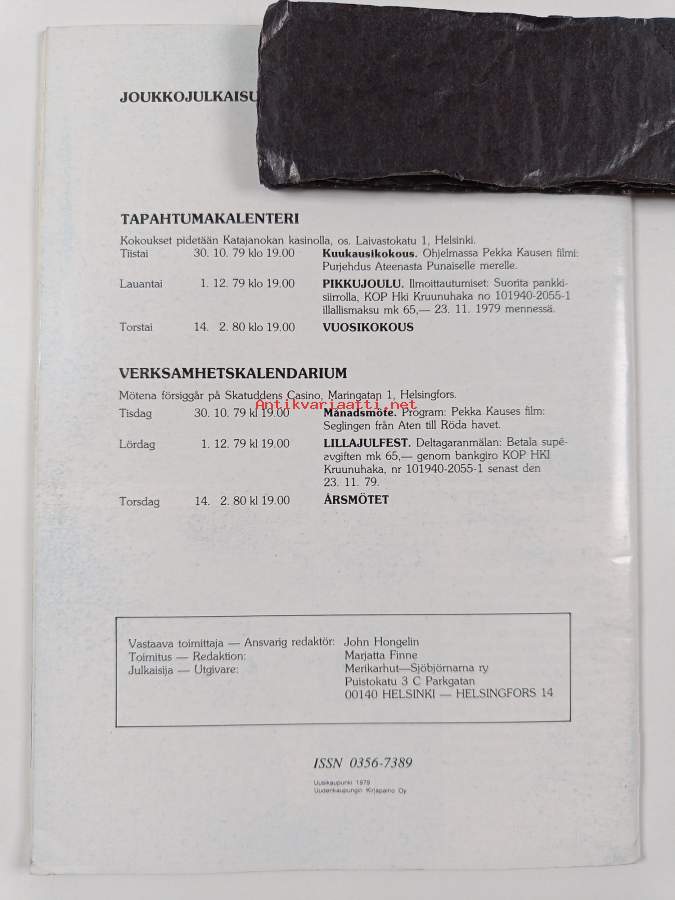 JOUKKOJULKAISU
TAPAHTUMAKALENTERI
Kokoukset pidetään Katajanokan kasinolla, os. Laivastokatu 1, Helsinki.
Tiistai 30. 10. 79 klo 19.00 Kuukausikokous. Ohjelmassa Pekka Kausen filmi:
Purjehdus Ateenasta Punaiselle merelle.
Lauantai 1. 12. 79 klo 19.00 PIKKUJOULU. Ilmoittautumiset: Suorita pankki-
siirrolla, KOP Hki Kruunuhaka no 101940-2055-1
illallismaksu mk 65,— 23. 11. 1979 mennessä.
Torstai 14. 2. 80 klo 19.00 VUOSIKOKOUS
VERKSAMHETSKALENDARIUM
Mötena försiggår på Skatuddens Casino, Maringatan 1, Helsingfors.
Antikvariaatti.net
Tisdag 30. 10. 79 kl 19.00 Månadsmöte. Program: Pekka Kauses film:
Seglingen från Aten till Röda havet.
Lördag 1. 12. 79 kl 19.00 LILLAJULFEST. Deltagaranmälan: Betala supé-
avgiften mk 65,— genom bankgiro KOP HKI
Kruunuhaka, nr 101940-2055-1 senast den
23. 11. 79.
Torsdag 14. 2. 80 kl 19.00 ÅRSMÖTET
Vastaava toimittaja — Ansvarig redaktör: John Hongelin
Toimitus — Redaktion: Marjatta Finne
Julkaisija — Utgivare: Merikarhut—Sjöbjörnarna ry
Puistokatu 3 C Parkgatan
00140 HELSINKI — HELSINGFORS 14
ISSN 0356-7389
Uusikaupunki 1979
Uudenkaupungin Kirjapaino Oy